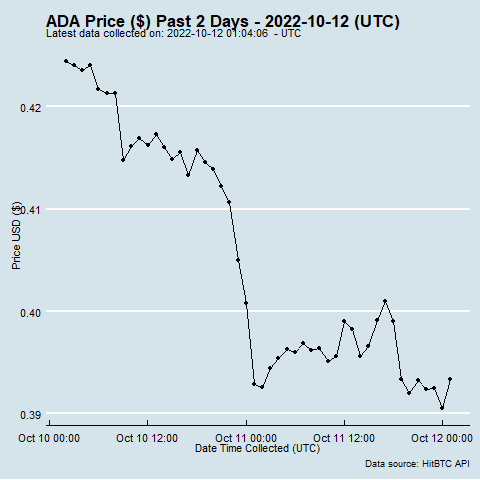 ADA Price ($) Past 2 Days - 2022-10-12 (UTC)
Latest data collected on: 2022-10-12 01:04:06 - UTC
Price USD ($)
0.42
0.41
0.40
0.39
Oct 10 00:00 Oct 10 12:00 Oct 11 00:00 Oct 11 12:00 Oct 12 00:00
Date Time Collected (UTC)
Data source: HitBTC API